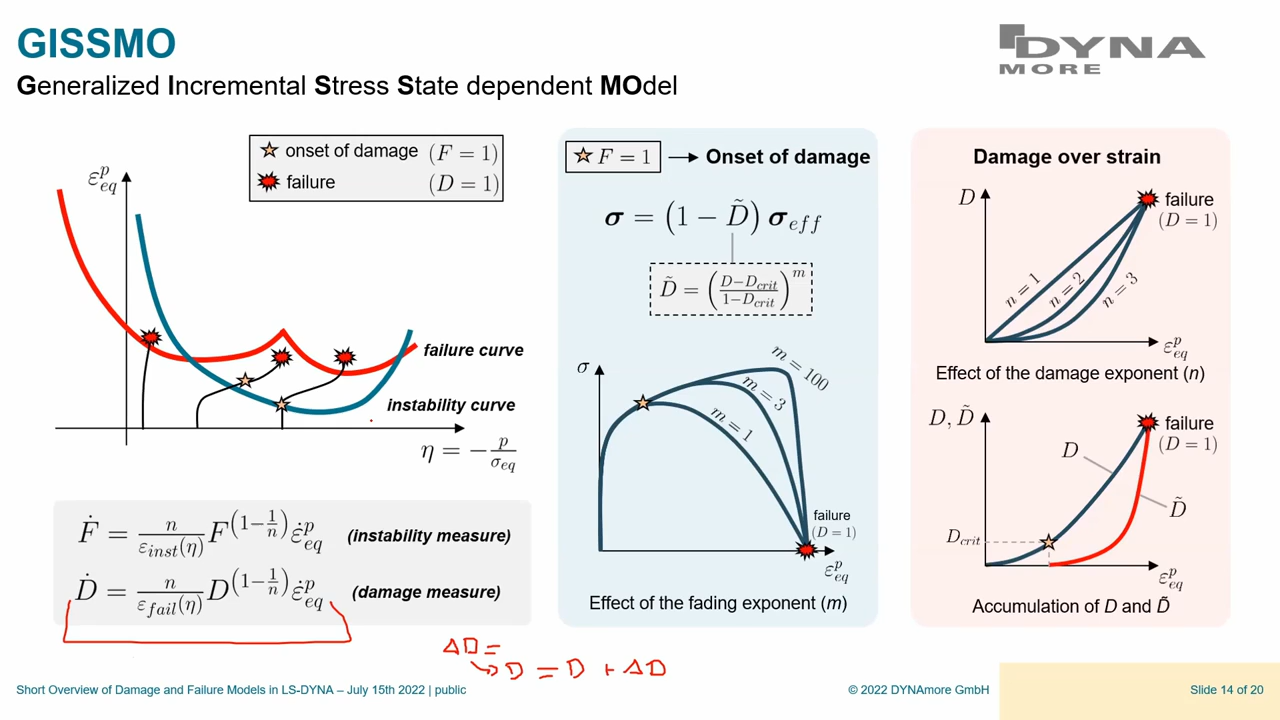 GISSMO
Generalized Incremental Stress State dependent MOdel
DYNA
MORE
onset of damage (F = 1)
failure (D = 1)
ε^p_eq
failure curve
instability curve
η = −p/σ_eq
Ḟ = n/ε_inst(η) F^(1−1/n) ε̇^p_eq (instability measure)
Ḋ = n/ε_fail(η) D^(1−1/n) ε̇^p_eq (damage measure)
ΔD =
D = D + ΔD
F = 1 → Onset of damage
σ = (1 − D̃) σ_eff
D̃ = ((D−D_crit)/(1−D_crit))^m
σ
m = 100
m = 3
m = 1
failure
(D = 1)
ε^p_eq
Effect of the fading exponent (m)
Damage over strain
D
failure
(D = 1)
n = 1
n = 2
n = 3
ε^p_eq
Effect of the damage exponent (n)
D, D̃
failure
(D = 1)
D
D̃
D_crit
ε^p_eq
Accumulation of D and D̃
Short Overview of Damage and Failure Models in LS-DYNA – July 15th 2022 | public
© 2022 DYNAmore GmbH
Slide 14 of 20